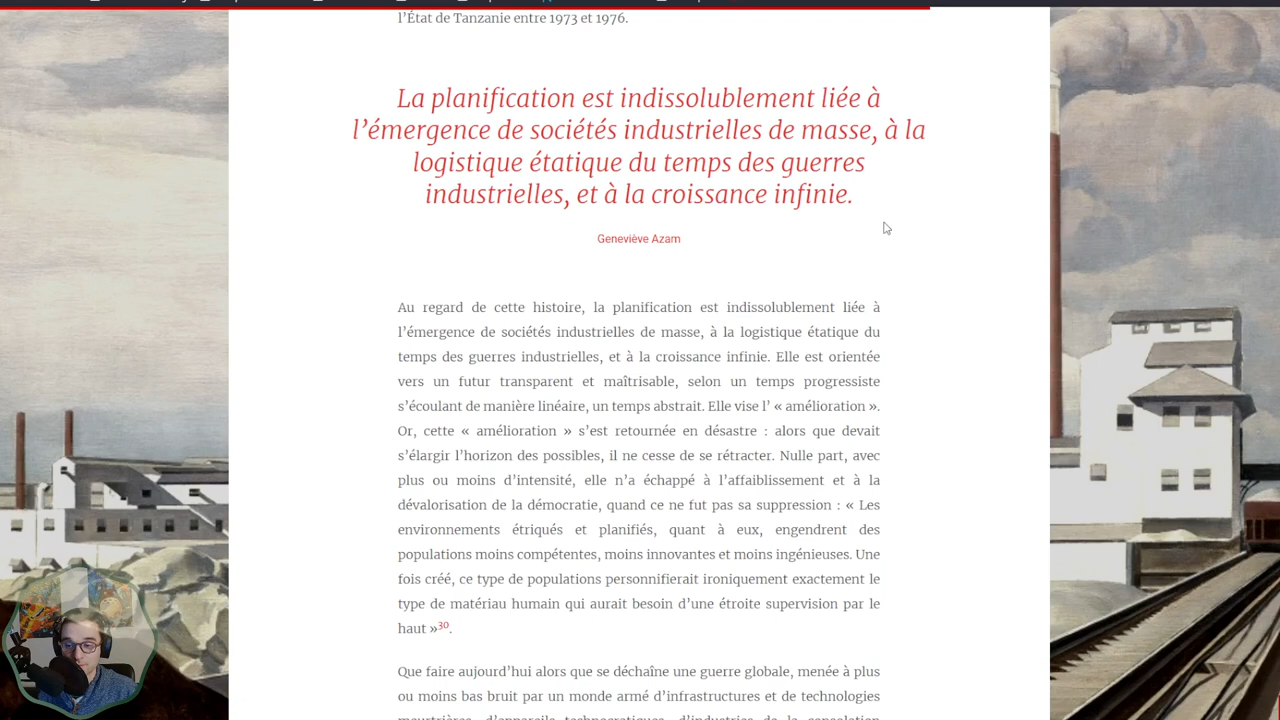 l’État de Tanzanie entre 1973 et 1976.
La planification est indissolublement liée à
l’émergence de sociétés industrielles de masse, à la
logistique étatique du temps des guerres
industrielles, et à la croissance infinie.
Geneviève Azam
Au regard de cette histoire, la planification est indissolublement liée à
l’émergence de sociétés industrielles de masse, à la logistique étatique du
temps des guerres industrielles, et à la croissance infinie. Elle est orientée
vers un futur transparent et maîtrisable, selon un temps progressiste
s’écoulant de manière linéaire, un temps abstrait. Elle vise l’ « amélioration ».
Or, cette « amélioration » s’est retournée en désastre : alors que devait
s’élargir l’horizon des possibles, il ne cesse de se rétracter. Nulle part, avec
plus ou moins d’intensité, elle n’a échappé à l’affaiblissement et à la
dévalorisation de la démocratie, quand ce ne fut pas sa suppression : « Les
environnements étriqués et planifiés, quant à eux, engendrent des
populations moins compétentes, moins innovantes et moins ingénieuses. Une
fois créé, ce type de populations personnifierait ironiquement exactement le
type de matériau humain qui aurait besoin d’une étroite supervision par le
haut »30.
Que faire aujourd’hui alors que se déchaîne une guerre globale, menée à plus
ou moins bas bruit par un monde armé d’infrastructures et de technologies
meurtrières, d’appareils technocratiques, d’industries de la consolation